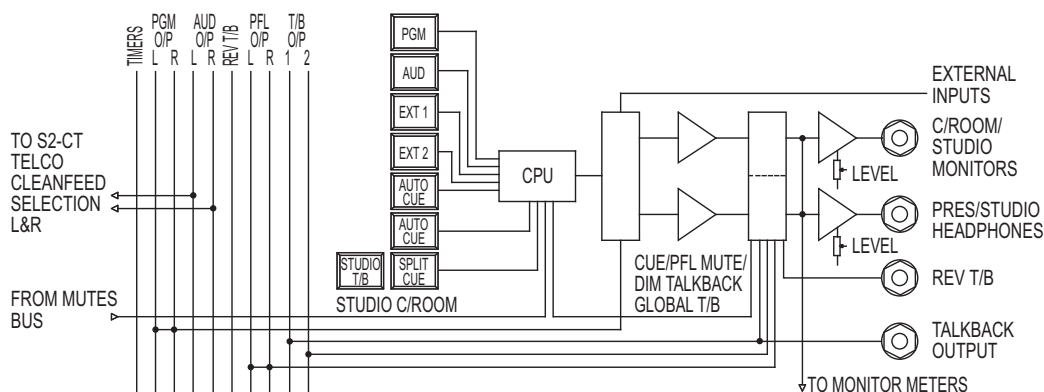 TIMERS
PGM
O/P
L R
AUD
O/P
L R
REV T/B
PFL
O/P
L R
T/B
O/P
1 2
PGM
AUD
EXT 1
EXT 2
AUTO
CUE
AUTO
CUE
STUDIO
T/B
SPLIT
CUE
STUDIO C/ROOM
CPU
TO S2-CT
TELCO
CLEANFEED
SELECTION
L&R
FROM MUTES
BUS
CUE/PFL MUTE/
DIM TALKBACK
GLOBAL T/B
EXTERNAL
INPUTS
C/ROOM/
STUDIO
MONITORS
LEVEL
PRES/STUDIO
HEADPHONES
LEVEL
REV T/B
TALKBACK
OUTPUT
TO MONITOR METERS